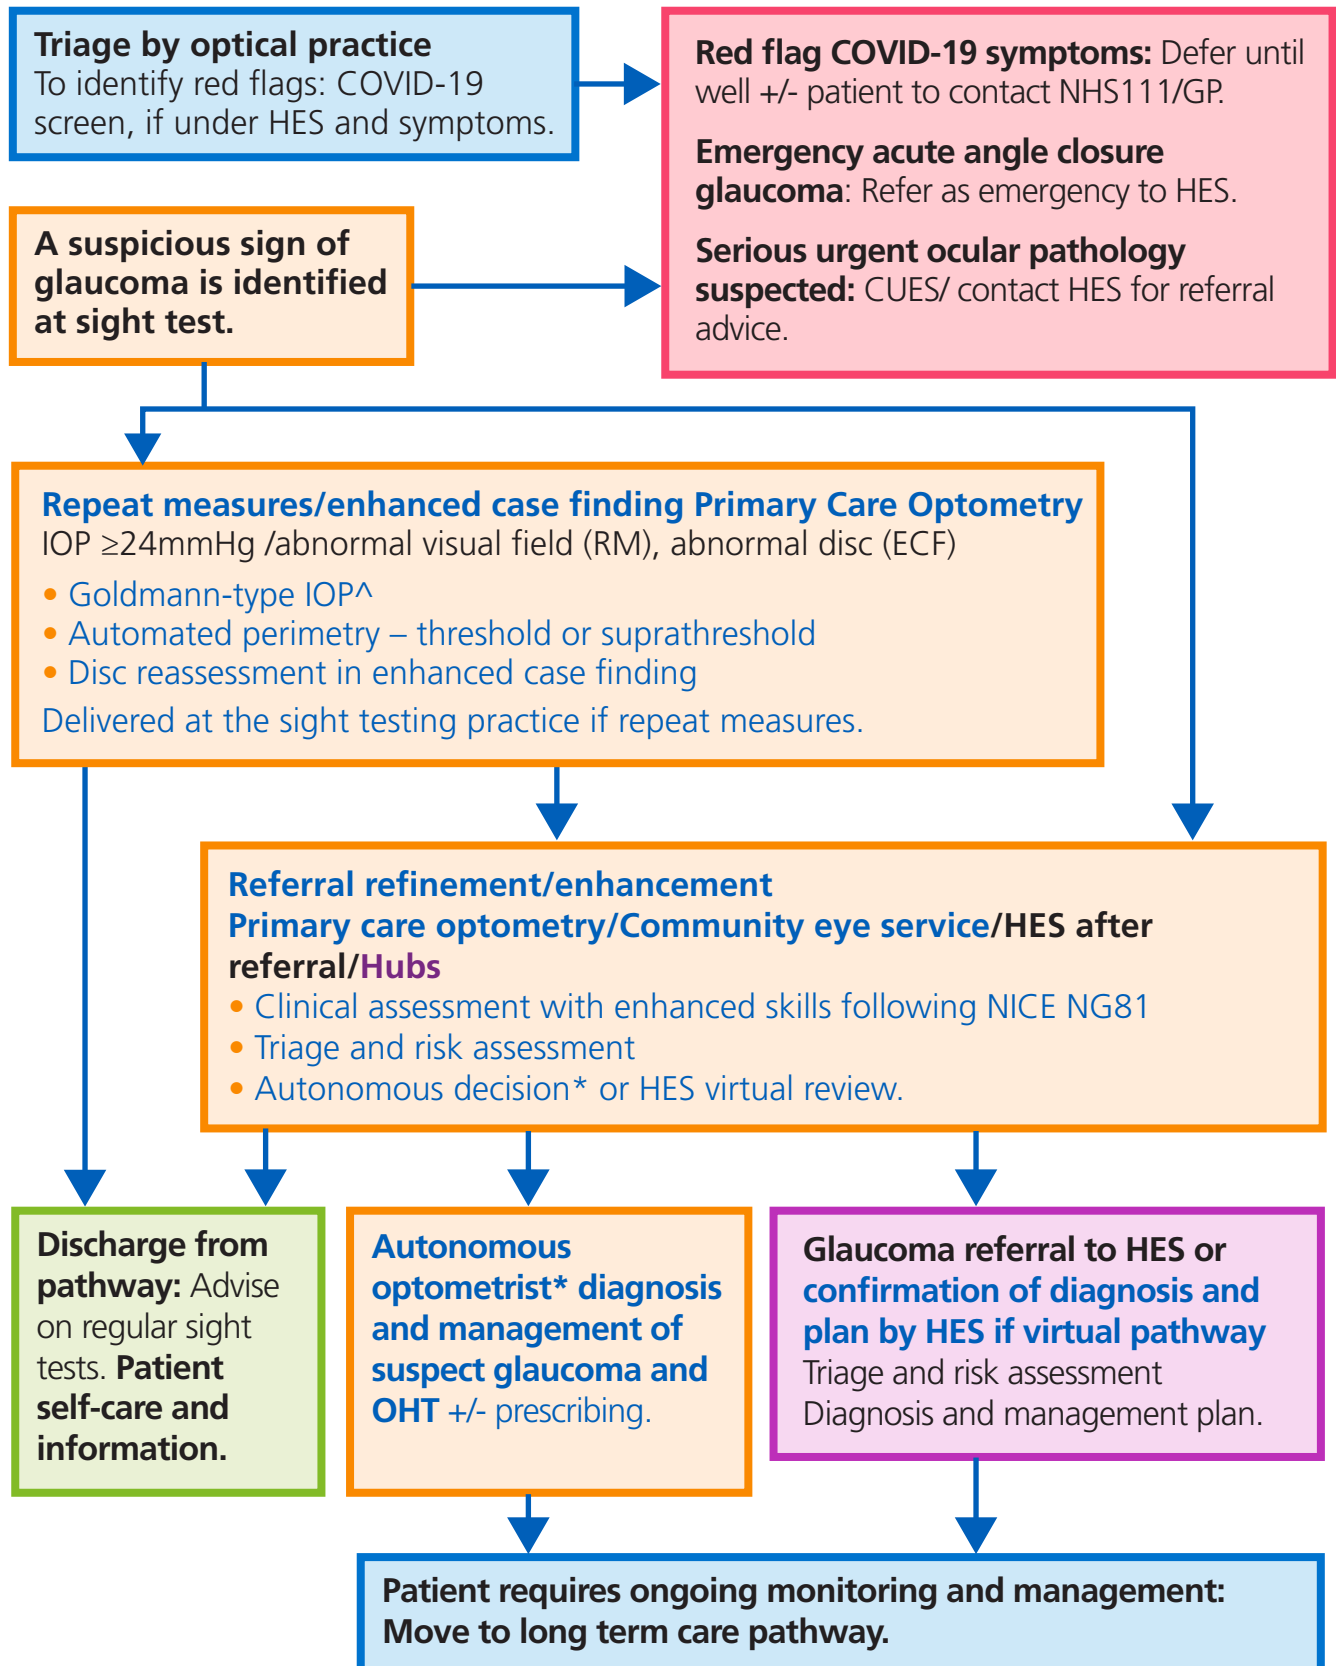 Triage by optical practice
To identify red flags: COVID-19
screen, if under HES and symptoms.
Red flag COVID-19 symptoms: Defer until
well +/- patient to contact NHS111/GP.
Emergency acute angle closure
glaucoma: Refer as emergency to HES.
Serious urgent ocular pathology
suspected: CUES/ contact HES for referral
advice.
A suspicious sign of
glaucoma is identified
at sight test.
Repeat measures/enhanced case finding Primary Care Optometry
IOP ≥24mmHg /abnormal visual field (RM), abnormal disc (ECF)
• Goldmann-type IOP^
• Automated perimetry – threshold or suprathreshold
• Disc reassessment in enhanced case finding
Delivered at the sight testing practice if repeat measures.
Referral refinement/enhancement
Primary care optometry/Community eye service/HES after
referral/Hubs
• Clinical assessment with enhanced skills following NICE NG81
• Triage and risk assessment
• Autonomous decision* or HES virtual review.
Discharge from
pathway: Advise
on regular sight
tests. Patient
self-care and
information.
Autonomous
optometrist* diagnosis
and management of
suspect glaucoma and
OHT +/- prescribing.
Glaucoma referral to HES or
confirmation of diagnosis and
plan by HES if virtual pathway
Triage and risk assessment
Diagnosis and management plan.
Patient requires ongoing monitoring and management:
Move to long term care pathway.